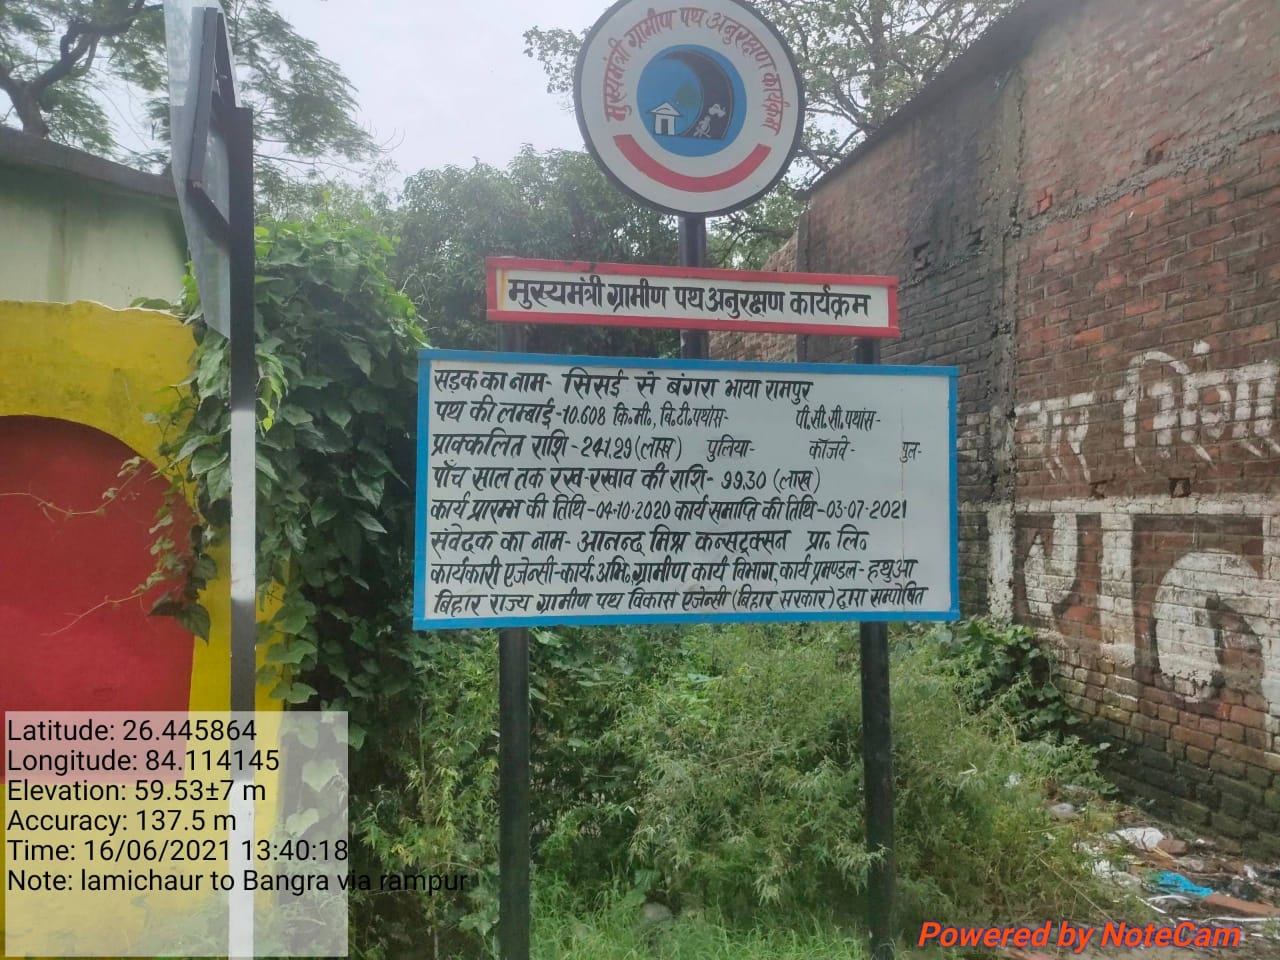 मुख्यमंत्री ग्रामीण पथ अनुरक्षण कार्यक्रम
मुख्यमंत्री ग्रामीण पथ अनुरक्षण कार्यक्रम
सड़क का नाम- सिसई से बंगरा भाया रामपुर
पथ की लम्बाई-10.608 कि.मी, वि.टी.पथांस- पी.सी.सी.पथांस-
प्राक्कलित राशि-241.29(लाख) पुलिया- कॉजवे- पुल-
पाँच साल तक रख-रखाव की राशि- 99.30 (लाख)
कार्य प्रारम्भ की तिथि-04-10-2020 कार्य समाप्ति की तिथि-03-07-2021
संवेदक का नाम- आनन्द मिश्र कन्सट्रक्सन प्रा॰ लि॰
कार्यकारी एजेन्सी-कार्य. अभि. ग्रामीण कार्य विभाग, कार्य प्रमण्डल- हथुआ
बिहार राज्य ग्रामीण पथ विकास एजेन्सी (बिहार सरकार) द्वारा सम्पोषित
Latitude: 26.445864
Longitude: 84.114145
Elevation: 59.53±7 m
Accuracy: 137.5 m
Time: 16/06/2021 13:40:18
Note: lamichaur to Bangra via rampur
Powered by NoteCam